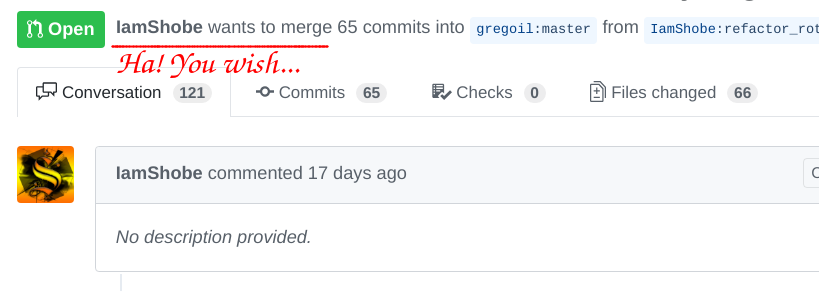 Open IamShobe wants to merge 65 commits into gregoil:master from IamShobe:refactor_rot
Ha! You wish...
Conversation 121 Commits 65 Checks 0 Files changed 66
IamShobe commented 17 days ago
No description provided.